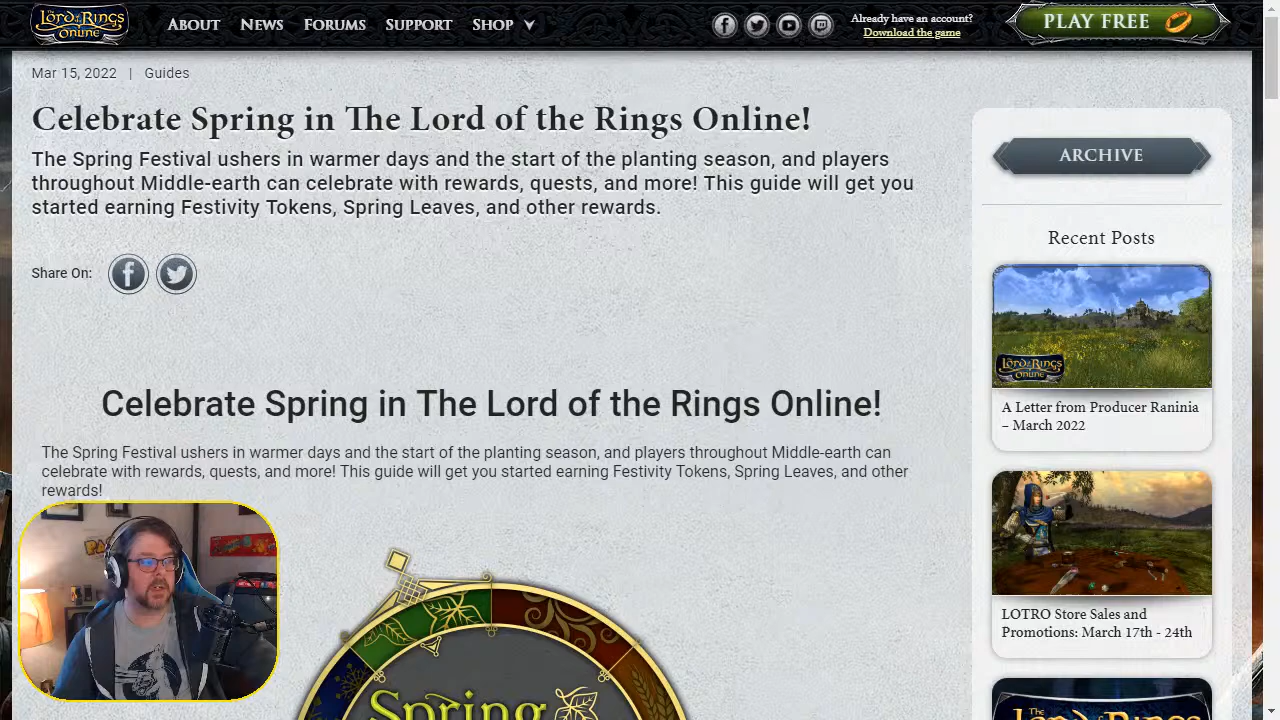 The Lord of the Rings Online
About
News
Forums
Support
Shop
Already have an account?
Download the game
Play Free
Mar 15, 2022 | Guides
Celebrate Spring in The Lord of the Rings Online!
The Spring Festival ushers in warmer days and the start of the planting season, and players
throughout Middle-earth can celebrate with rewards, quests, and more! This guide will get you
started earning Festivity Tokens, Spring Leaves, and other rewards.
Share On:
Celebrate Spring in The Lord of the Rings Online!
The Spring Festival ushers in warmer days and the start of the planting season, and players throughout Middle-earth can
celebrate with rewards, quests, and more! This guide will get you started earning Festivity Tokens, Spring Leaves, and other
rewards!
Spring
Archive
Recent Posts
The Lord of the Rings Online
A Letter from Producer Raninia
– March 2022
LOTRO Store Sales and
Promotions: March 17th - 24th